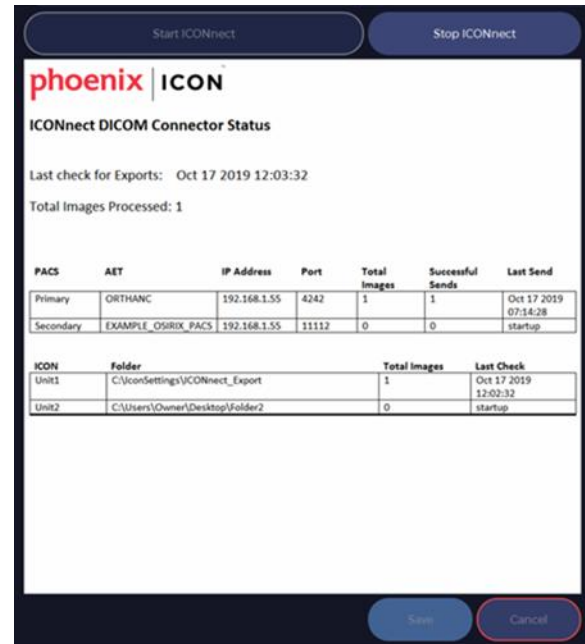 Start ICONnect Stop ICONnect
phoenix | ICON
ICONnect DICOM Connector Status
Last check for Exports: Oct 17 2019 12:03:32
Total Images Processed: 1
PACS AET IP Address Port Total Images Successful Sends Last Send
Primary ORTHANC 192.168.1.55 4242 1 1 Oct 17 2019 07:14:28
Secondary EXAMPLE_OSIRIX_PACS 192.168.1.55 11112 0 0 startup
ICON Folder Total Images Last Check
Unit1 C:\IconSettings\ICONnect_Export 1 Oct 17 2019 12:02:32
Unit2 C:\Users\Owner\Desktop\Folder2 0 startup
Save Cancel